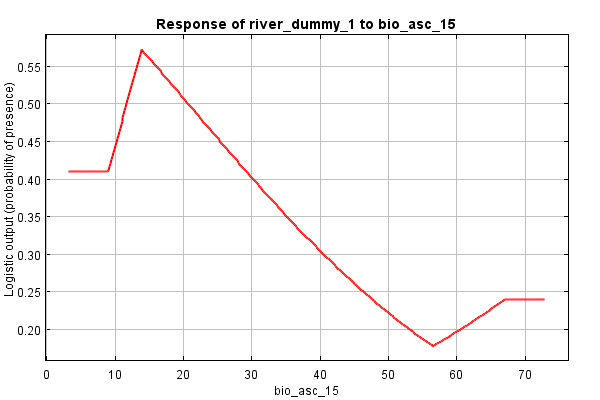 Response of river_dummy_1 to bio_asc_15
Logistic output (probability of presence)
0.55
0.50
0.45
0.40
0.35
0.30
0.25
0.20
0 10 20 30 40 50 60 70
bio_asc_15